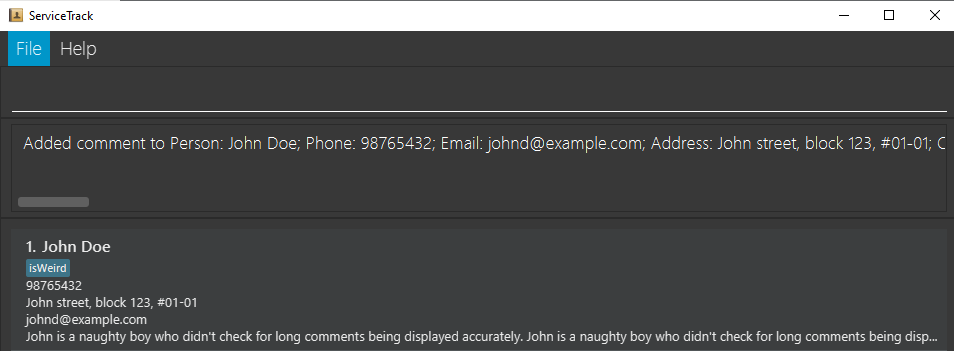 ServiceTrack
File Help
Added comment to Person: John Doe; Phone: 98765432; Email: johnd@example.com; Address: John street, block 123, #01-01; C
1. John Doe
isWeird
98765432
John street, block 123, #01-01
johnd@example.com
John is a naughty boy who didn't check for long comments being displayed accurately. John is a naughty boy who didn't check for long comments being disp...